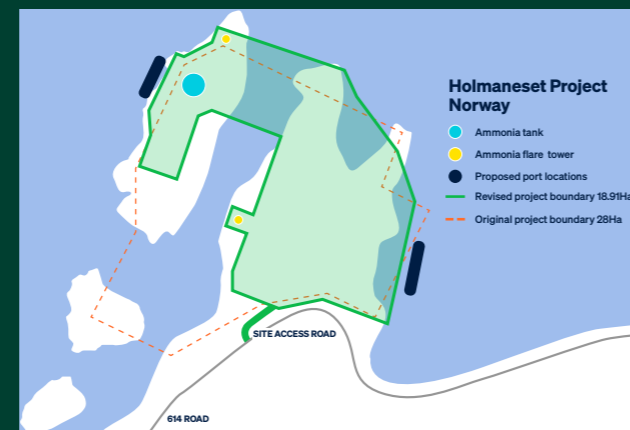 Holmaneset Project
Norway
Ammonia tank
Ammonia flare tower
Proposed port locations
Revised project boundary 18.91Ha
Original project boundary 28Ha
SITE ACCESS ROAD
614 ROAD